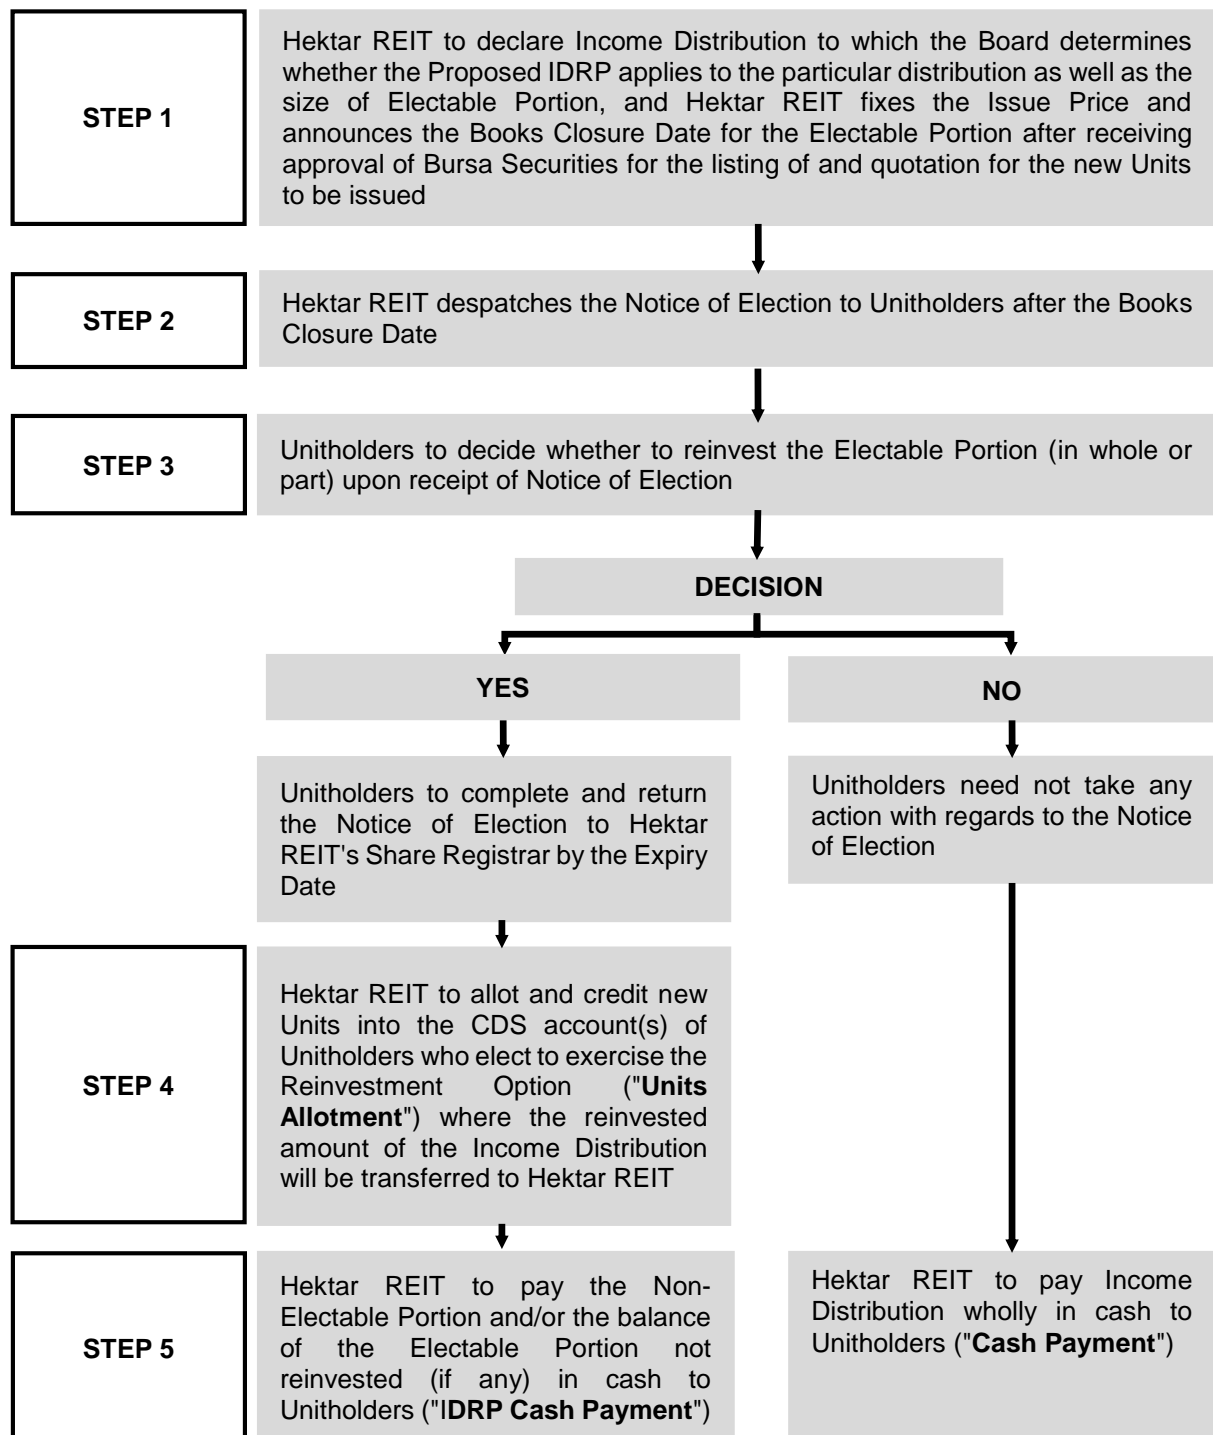 STEP 1
Hektar REIT to declare Income Distribution to which the Board determines
whether the Proposed IDRP applies to the particular distribution as well as the
size of Electable Portion, and Hektar REIT fixes the Issue Price and
announces the Books Closure Date for the Electable Portion after receiving
approval of Bursa Securities for the listing of and quotation for the new Units
to be issued
STEP 2
Hektar REIT despatches the Notice of Election to Unitholders after the Books
Closure Date
STEP 3
Unitholders to decide whether to reinvest the Electable Portion (in whole or
part) upon receipt of Notice of Election
DECISION
YES
NO
Unitholders to complete and return
the Notice of Election to Hektar
REIT's Share Registrar by the Expiry
Date
Unitholders need not take any
action with regards to the Notice
of Election
STEP 4
Hektar REIT to allot and credit new
Units into the CDS account(s) of
Unitholders who elect to exercise the
Reinvestment Option ("Units
Allotment") where the reinvested
amount of the Income Distribution
will be transferred to Hektar REIT
STEP 5
Hektar REIT to pay the Non-
Electable Portion and/or the balance
of the Electable Portion not
reinvested (if any) in cash to
Unitholders ("IDRP Cash Payment")
Hektar REIT to pay Income
Distribution wholly in cash to
Unitholders ("Cash Payment")